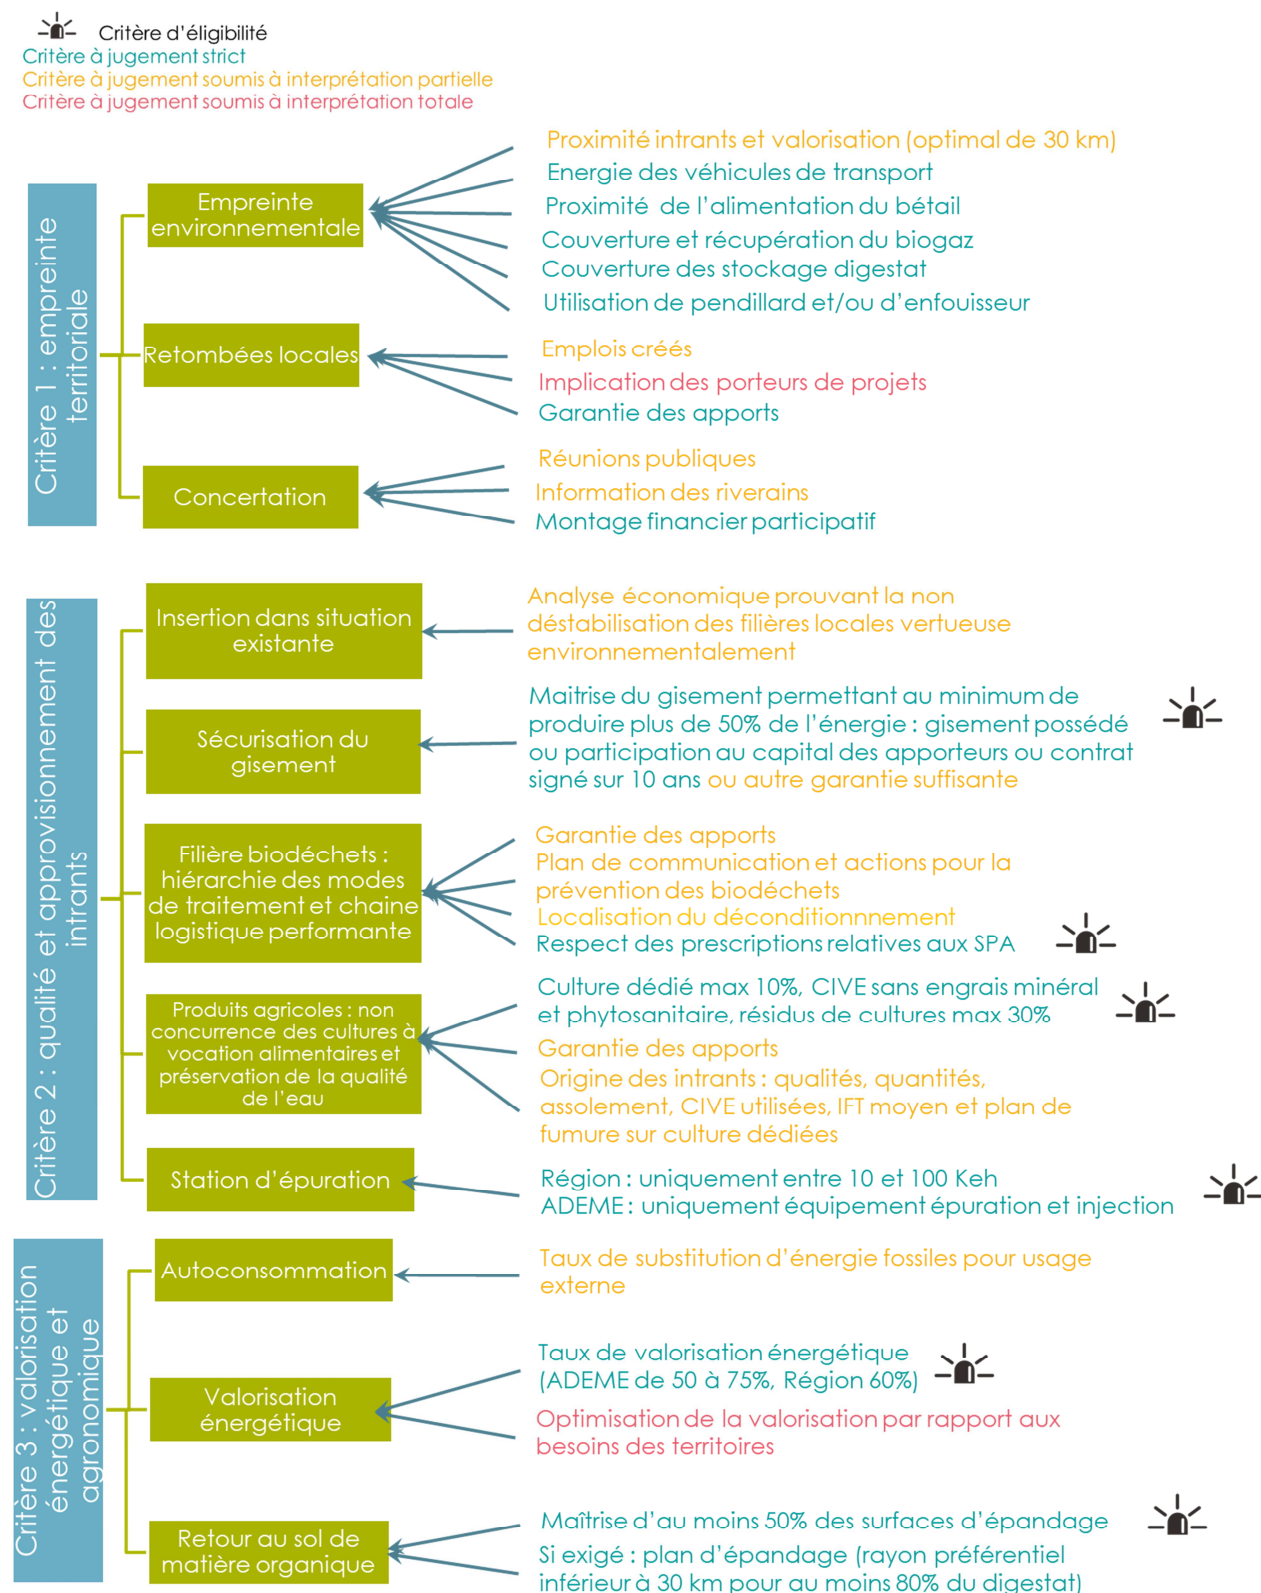 Critère d'éligibilité
Critère à jugement strict
Critère à jugement soumis à interprétation partielle
Critère à jugement soumis à interprétation totale
Critère 1 : empreinte
territoriale
Empreinte
environnementale
Proximité intrants et valorisation (optimal de 30 km)
Energie des véhicules de transport
Proximité de l'alimentation du bétail
Couverture et récupération du biogaz
Couverture des stockage digestat
Utilisation de pendillard et/ou d'enfouisseur
Retombées locales
Emplois créés
Implication des porteurs de projets
Garantie des apports
Concertation
Réunions publiques
Information des riverains
Montage financier participatif
Critère 2 : qualité et approvisionnement des
intrants
Insertion dans situation
existante
Analyse économique prouvant la non
déstabilisation des filières locales vertueuse
environnementalement
Sécurisation du
gisement
Maitrise du gisement permettant au minimum de
produire plus de 50% de l'énergie : gisement possédé
ou participation au capital des apporteurs ou contrat
signé sur 10 ans ou autre garantie suffisante
Filière biodéchets :
hiérarchie des modes
de traitement et chaine
logistique performante
Garantie des apports
Plan de communication et actions pour la
prévention des biodéchets
Localisation du déconditionnnement
Respect des prescriptions relatives aux SPA
Produits agricoles : non
concurrence des cultures à
vocation alimentaires et
préservation de la qualité
de l'eau
Culture dédié max 10%, CIVE sans engrais minéral
et phytosanitaire, résidus de cultures max 30%
Garantie des apports
Origine des intrants : qualités, quantités,
assolement, CIVE utilisées, IFT moyen et plan de
fumure sur culture dédiées
Station d'épuration
Région : uniquement entre 10 et 100 Keh
ADEME : uniquement équipement épuration et injection
Critère 3 : valorisation
énergétique et
agronomique
Autoconsommation
Taux de substitution d'énergie fossiles pour usage
externe
Valorisation
énergétique
Taux de valorisation énergétique
(ADEME de 50 à 75%, Région 60%)
Optimisation de la valorisation par rapport aux
besoins des territoires
Retour au sol de
matière organique
Maîtrise d'au moins 50% des surfaces d'épandage
Si exigé : plan d'épandage (rayon préférentiel
inférieur à 30 km pour au moins 80% du digestat)